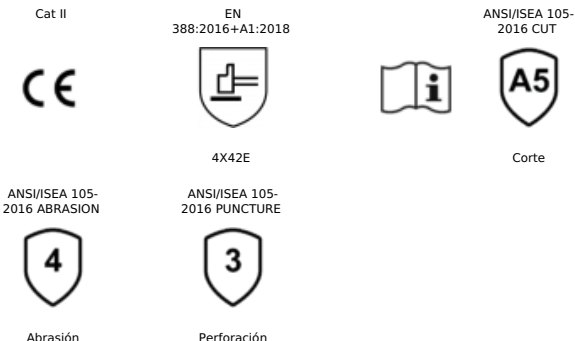 Cat II
EN
388:2016+A1:2018
ANSI/ISEA 105-
2016 CUT
CE
i
A5
4X42E
Corte
ANSI/ISEA 105-
2016 ABRASION
ANSI/ISEA 105-
2016 PUNCTURE
4
3
Abrasión
Perforación